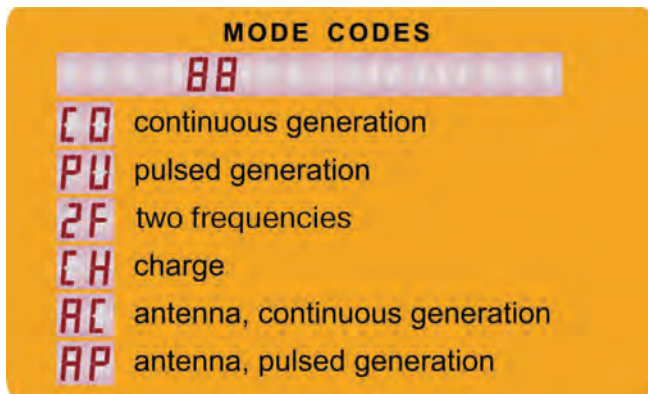 MODE CODES
88
CO continuous generation
PU pulsed generation
2F two frequencies
CH charge
AC antenna, continuous generation
AP antenna, pulsed generation